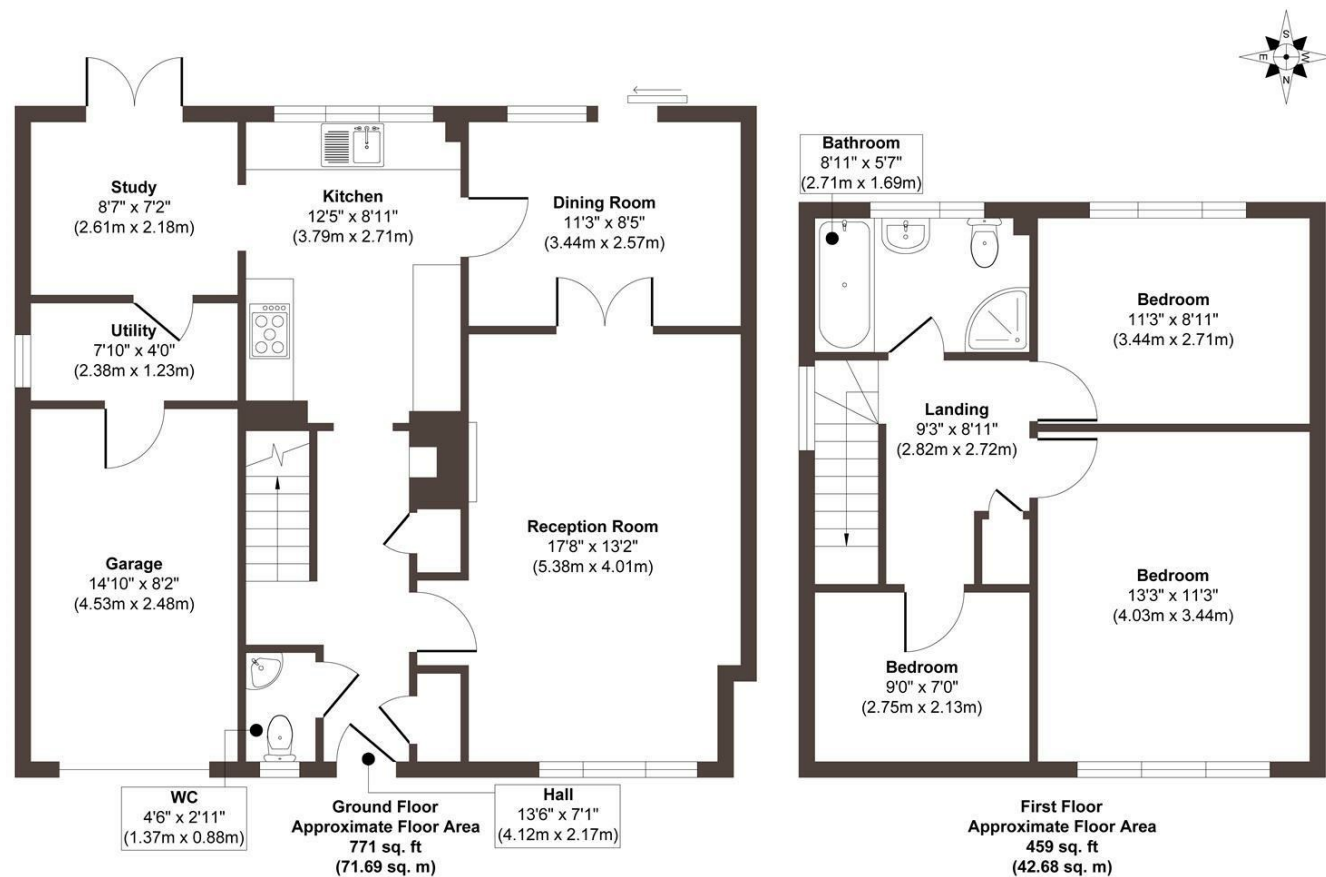 S
E
W
N
Study
8'7" x 7'2"
(2.61m x 2.18m)
Kitchen
12'5" x 8'11"
(3.79m x 2.71m)
Dining Room
11'3" x 8'5"
(3.44m x 2.57m)
Utility
7'10" x 4'0"
(2.38m x 1.23m)
Garage
14'10" x 8'2"
(4.53m x 2.48m)
Reception Room
17'8" x 13'2"
(5.38m x 4.01m)
WC
4'6" x 2'11"
(1.37m x 0.88m)
Hall
13'6" x 7'1"
(4.12m x 2.17m)
Ground Floor
Approximate Floor Area
771 sq. ft
(71.69 sq. m)
Bathroom
8'11" x 5'7"
(2.71m x 1.69m)
Bedroom
11'3" x 8'11"
(3.44m x 2.71m)
Landing
9'3" x 8'11"
(2.82m x 2.72m)
Bedroom
13'3" x 11'3"
(4.03m x 3.44m)
Bedroom
9'0" x 7'0"
(2.75m x 2.13m)
First Floor
Approximate Floor Area
459 sq. ft
(42.68 sq. m)